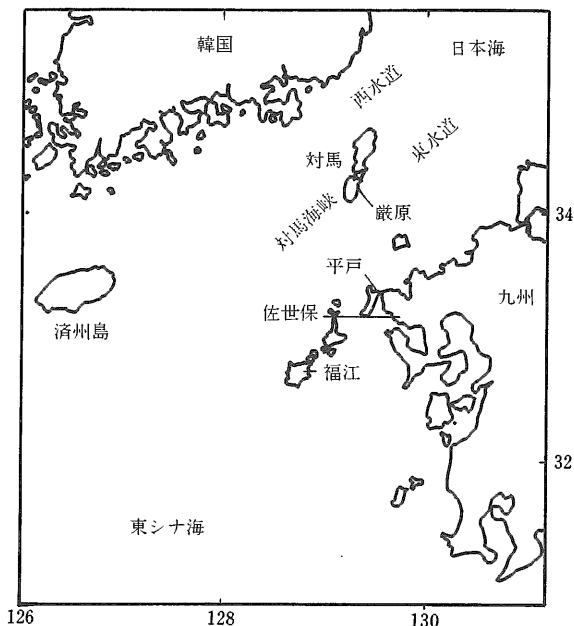 韓国
日本海
西水道
東水道
対馬
対馬海峡
厳原
34
平戸
九州
佐世保
済州島
福江
32
東シナ海
126
128
130